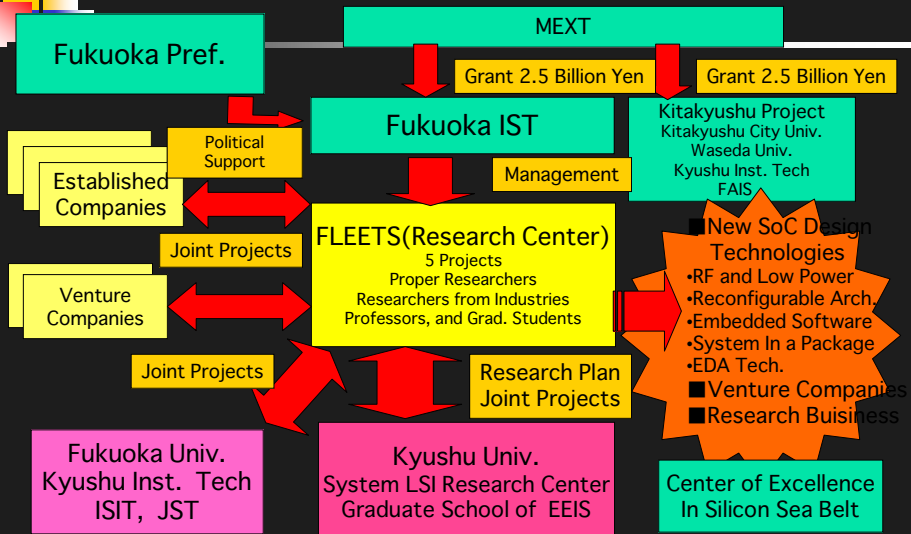 MEXT
Fukuoka Pref.
Grant 2.5 Billion Yen
Grant 2.5 Billion Yen
Fukuoka IST
Kitakyushu Project
Kitakyushu City Univ.
Waseda Univ.
Kyushu Inst. Tech
FAIS
Political
Support
Management
Established
Companies
Joint Projects
FLEETS(Research Center)
5 Projects
Proper Researchers
Researchers from Industries
Professors, and Grad. Students
■New SoC Design
Technologies
•RF and Low Power
•Reconfigurable Arch.
•Embedded Software
•System In a Package
•EDA Tech.
■Venture Companies
■Research Buisiness
Venture
Companies
Joint Projects
Research Plan
Joint Projects
Fukuoka Univ.
Kyushu Inst. Tech
ISIT, JST
Kyushu Univ.
System LSI Research Center
Graduate School of EEIS
Center of Excellence
In Silicon Sea Belt